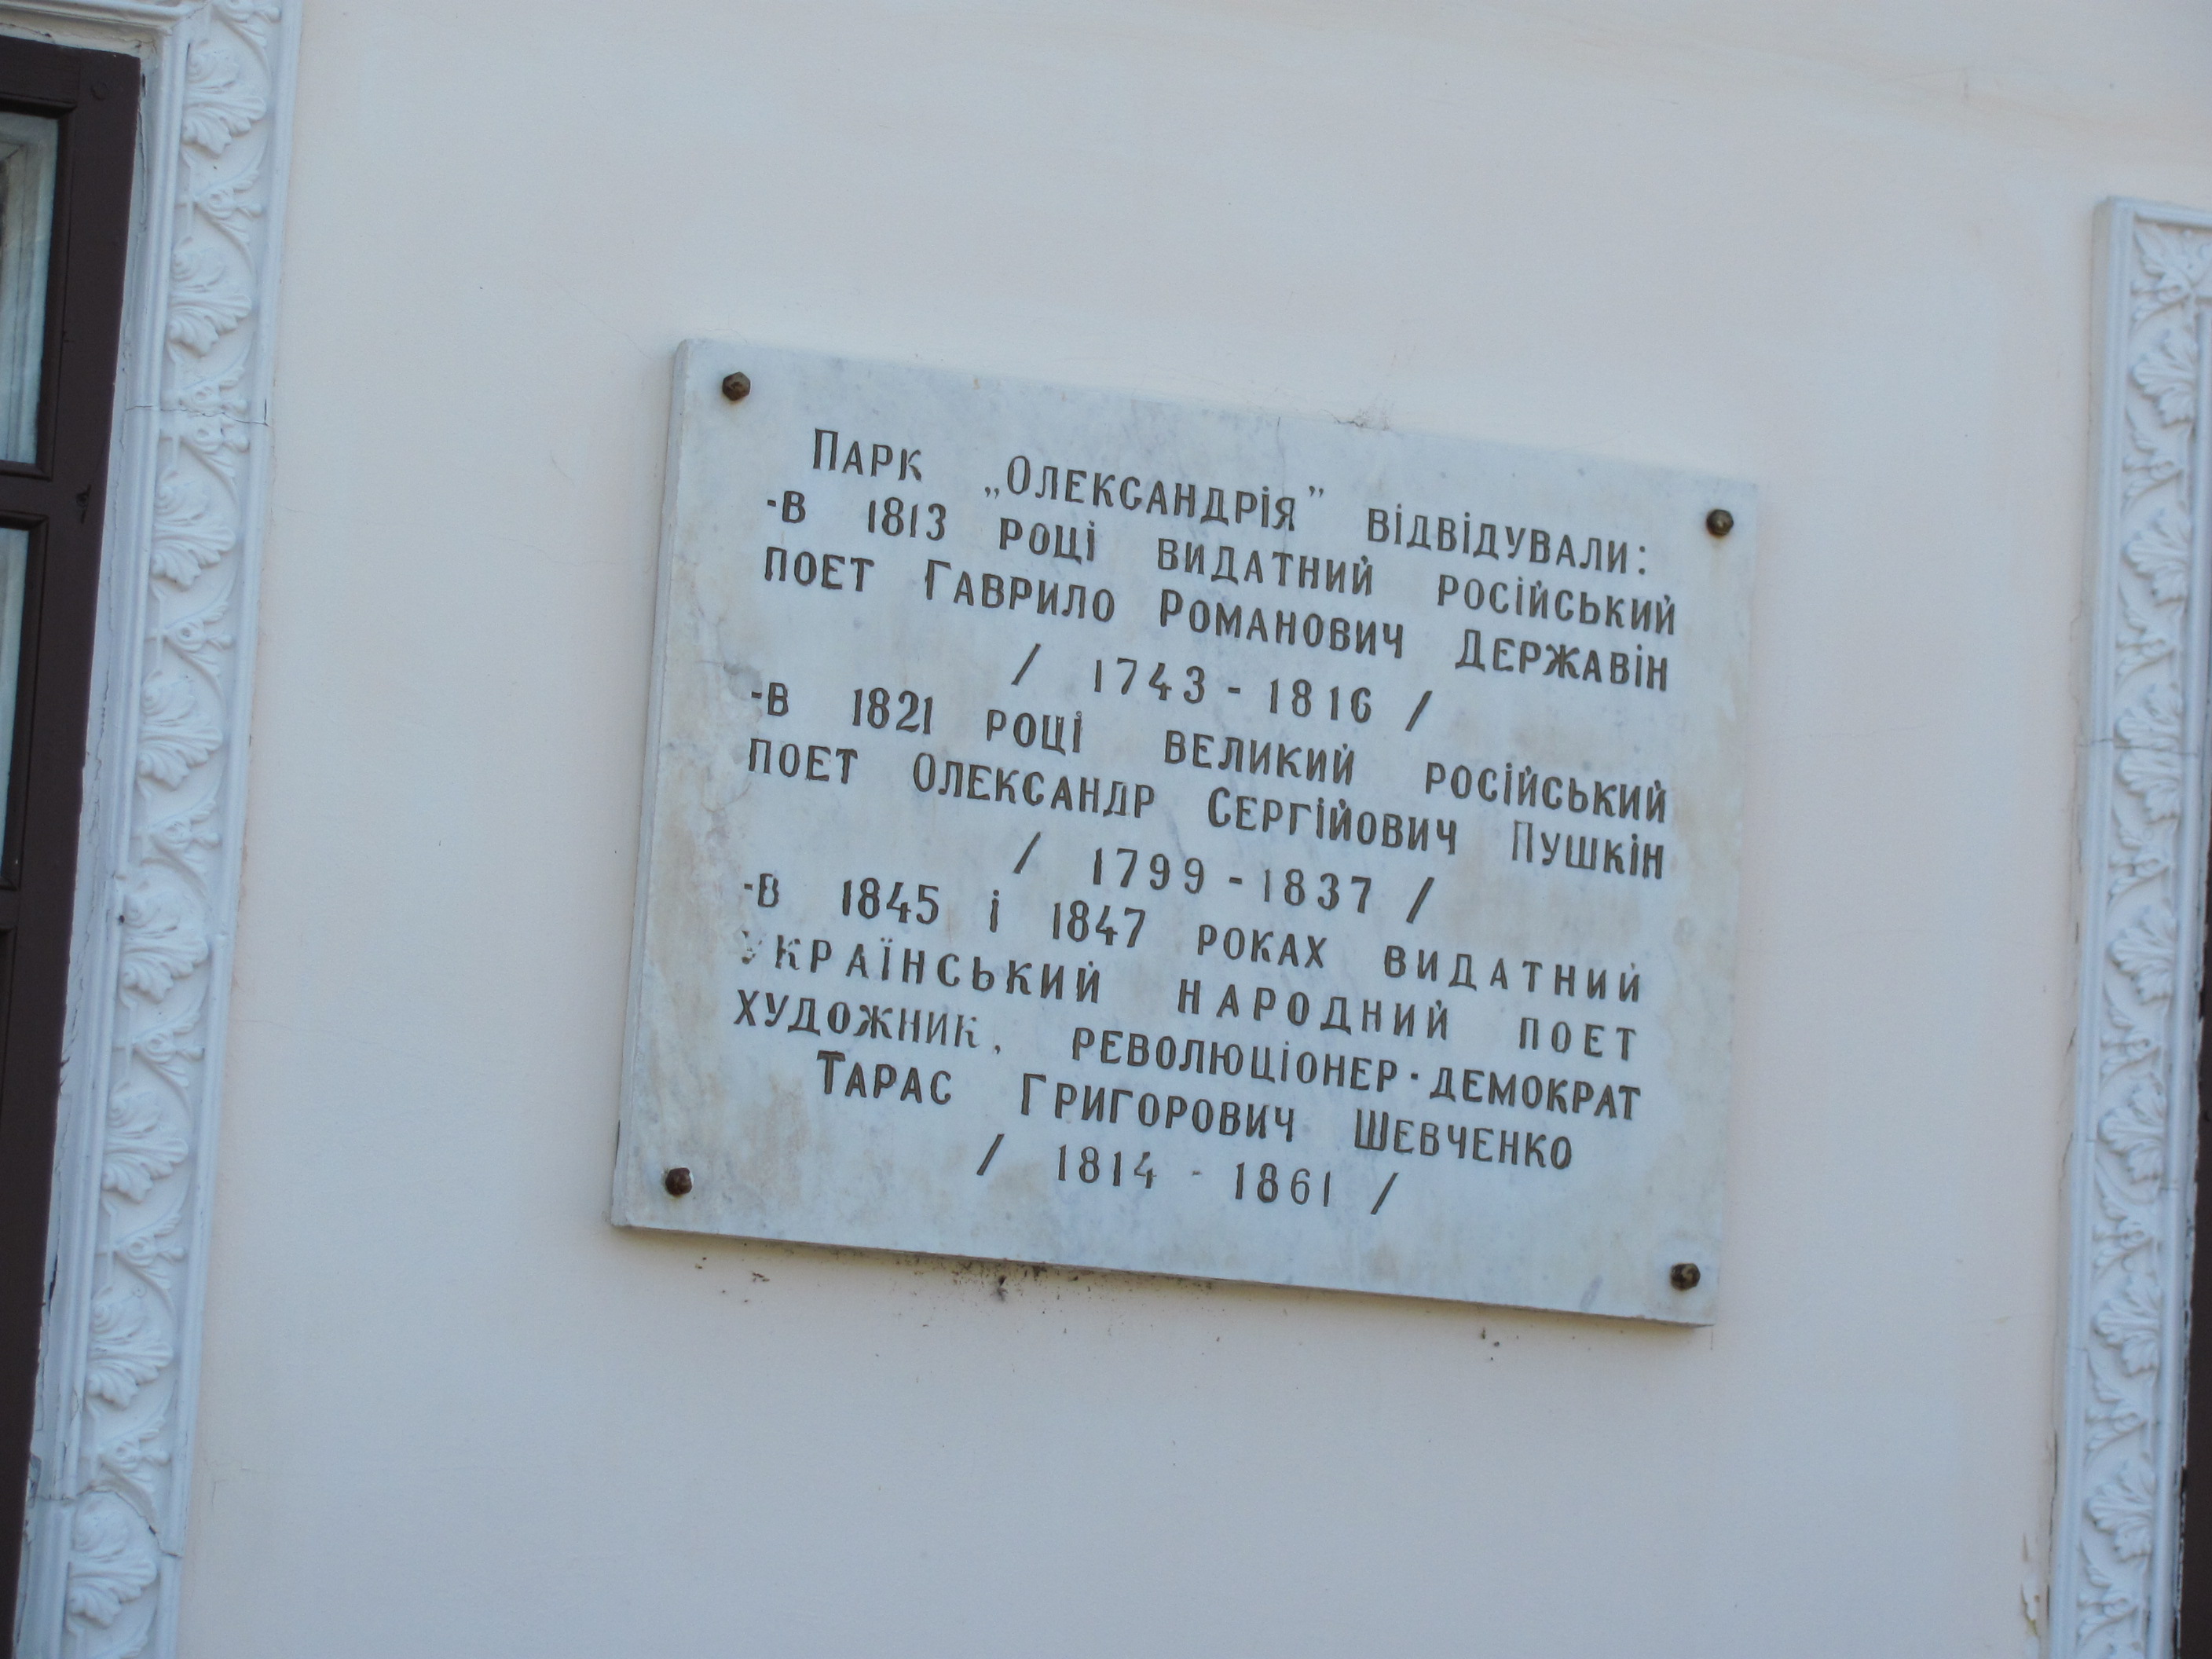 Парк „Олександрія” відвідували:
-в 1813 році видатний російський
поет Гаврило Романович Державін
/ 1743 - 1816 /
-в 1821 році великий російський
поет Олександр Сергійович Пушкін
/ 1799 - 1837 /
-в 1845 і 1847 роках видатний
український народний поет
художник, революціонер-демократ
Тарас Григорович Шевченко
/ 1814 - 1861 /